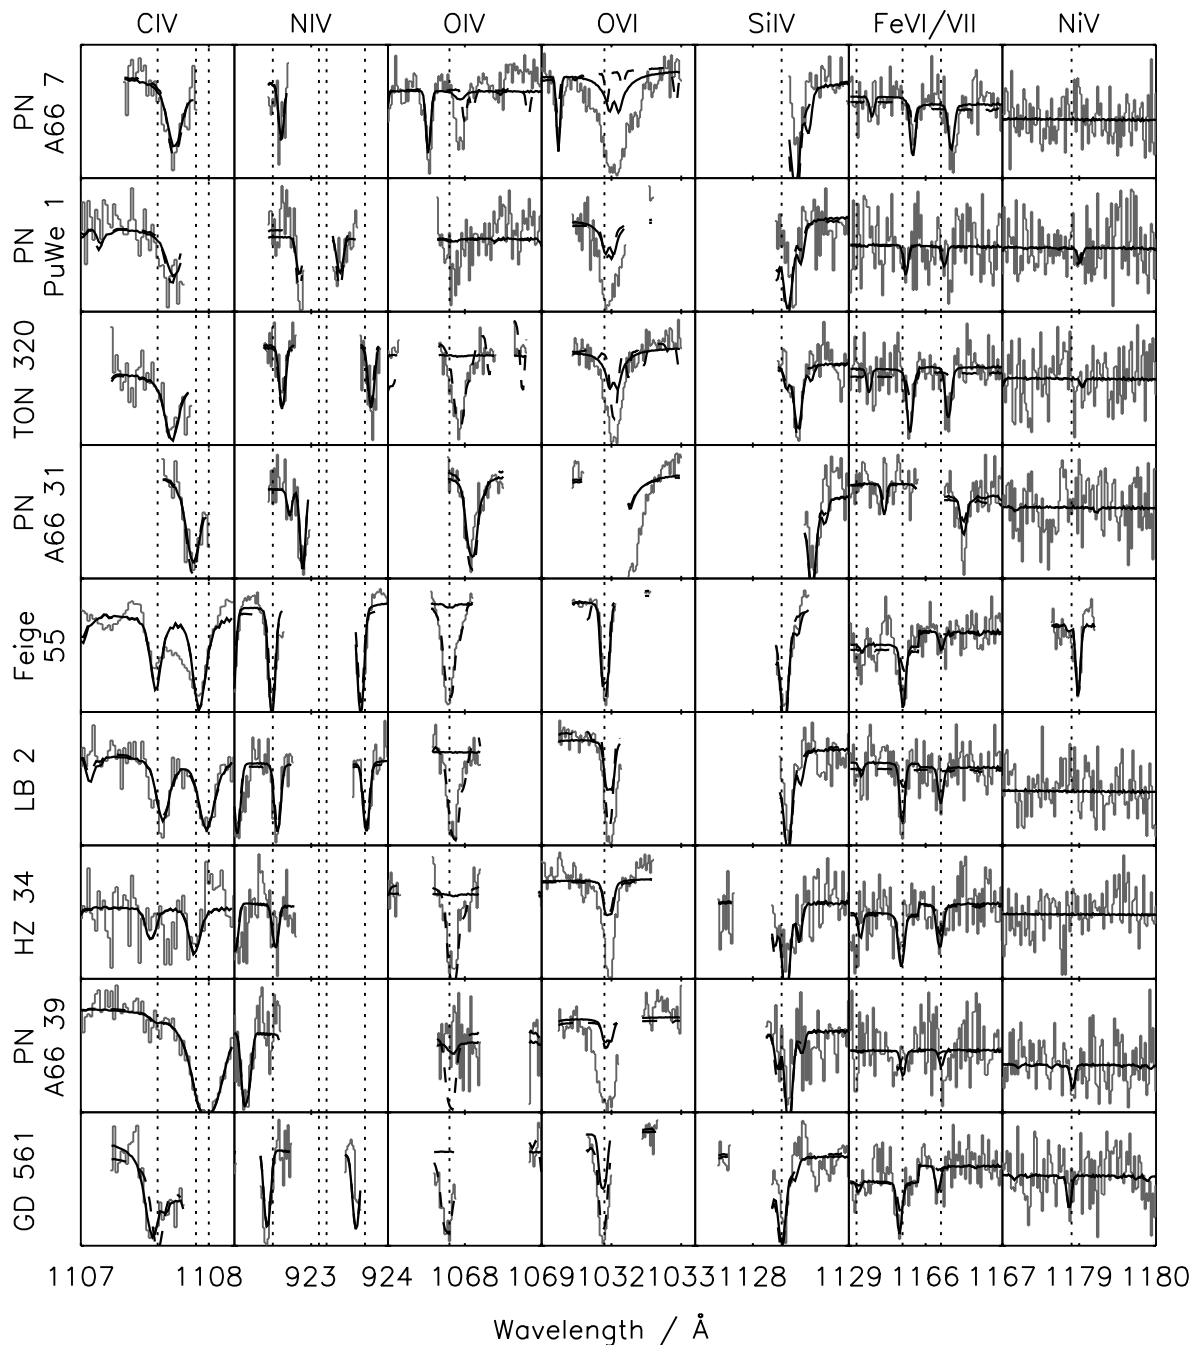 CIV NIV OIV OVI SiIV FeVI/VII NiV
PN
A66 7
PN
PuWe 1
TON 320
PN
A66 31
Feige
55
LB 2
HZ 34
PN
A66 39
GD 561
1107 1108 923 924 1068 1069 1032 1033 1128 1129 1166 1167 1179 1180
Wavelength / Å